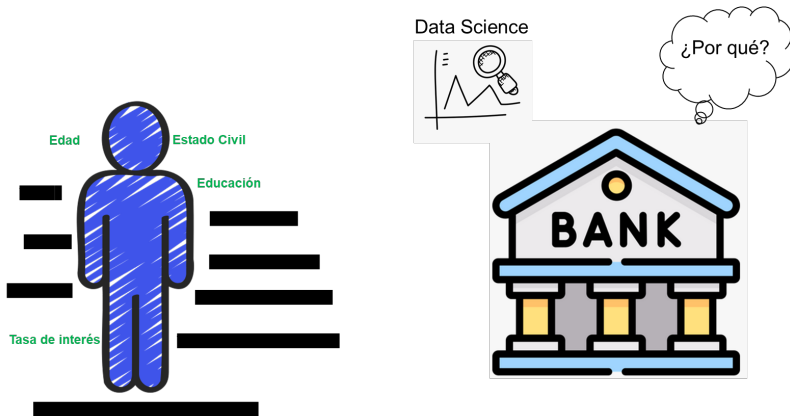 Data Science
¿Por qué?
Edad
Estado Civil
Educación
BANK
Tasa de interés